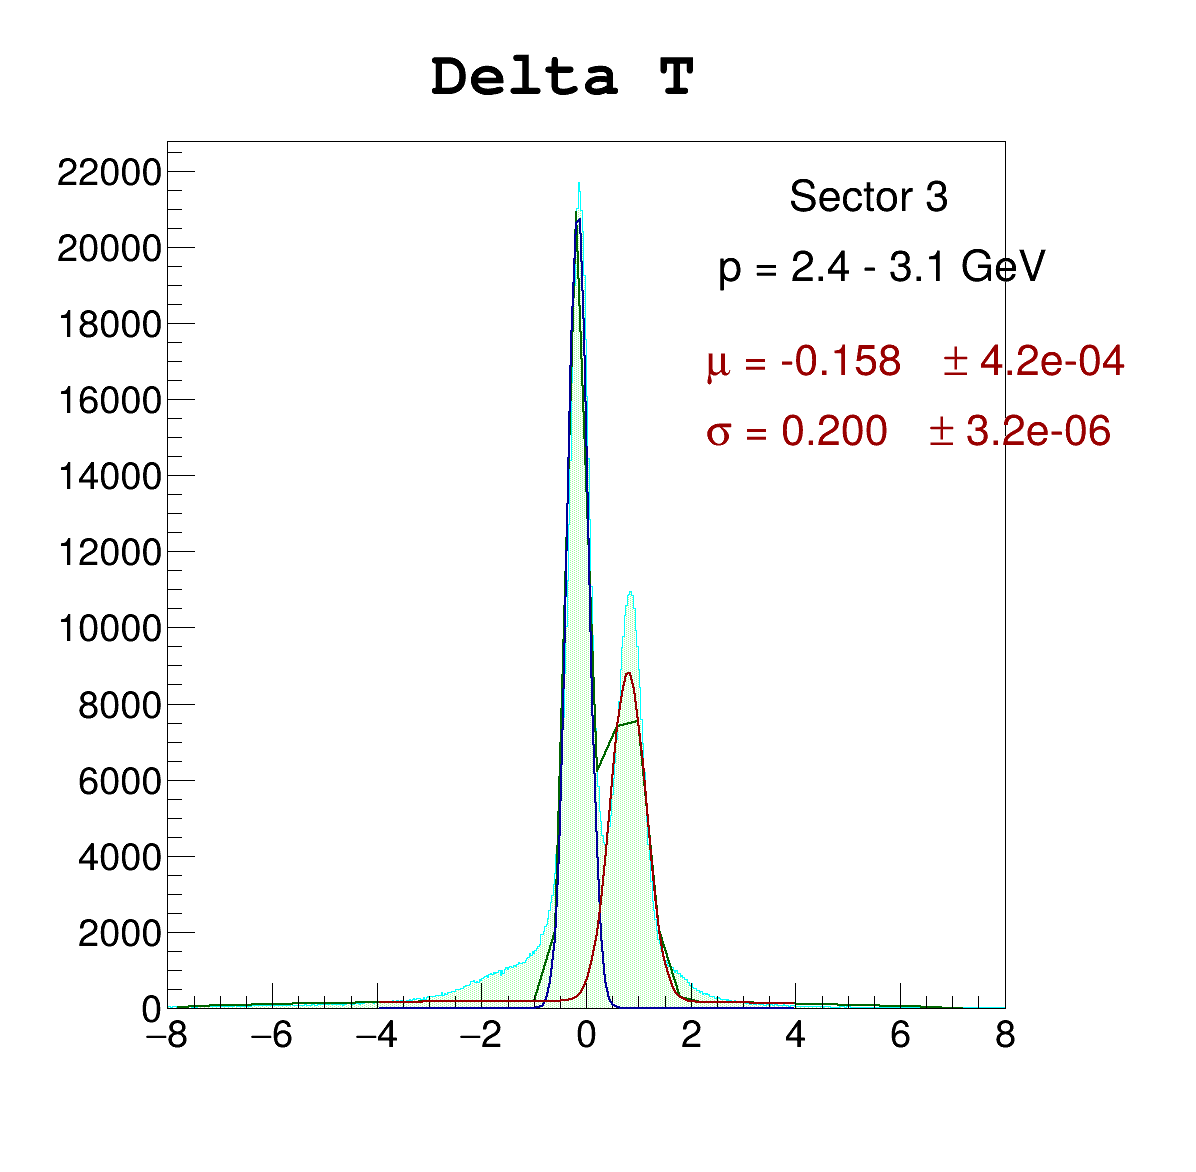 Delta T
Sector 3
p = 2.4 - 3.1 GeV
μ = -0.158 ± 4.2e-04
σ = 0.200 ± 3.2e-06
22000
20000
18000
16000
14000
12000
10000
8000
6000
4000
2000
0
−8 −6 −4 −2 0 2 4 6 8